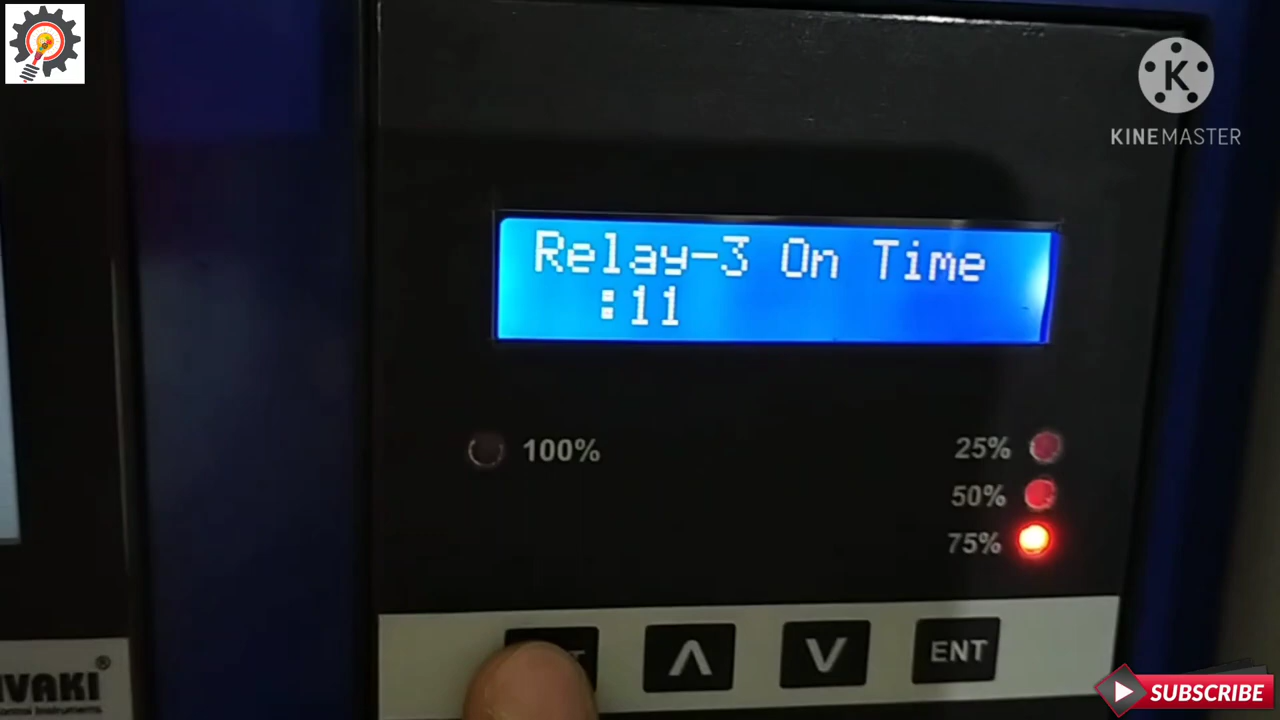 KINEMASTER
Relay-3 On Time
:11
100%
25%
50%
75%
ENT
SUBSCRIBE